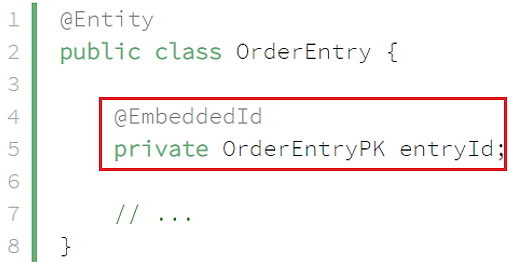 1 @Entity
2 public class OrderEntry {
3
4     @EmbeddedId
5     private OrderEntryPK entryId;
6
7     // ...
8 }